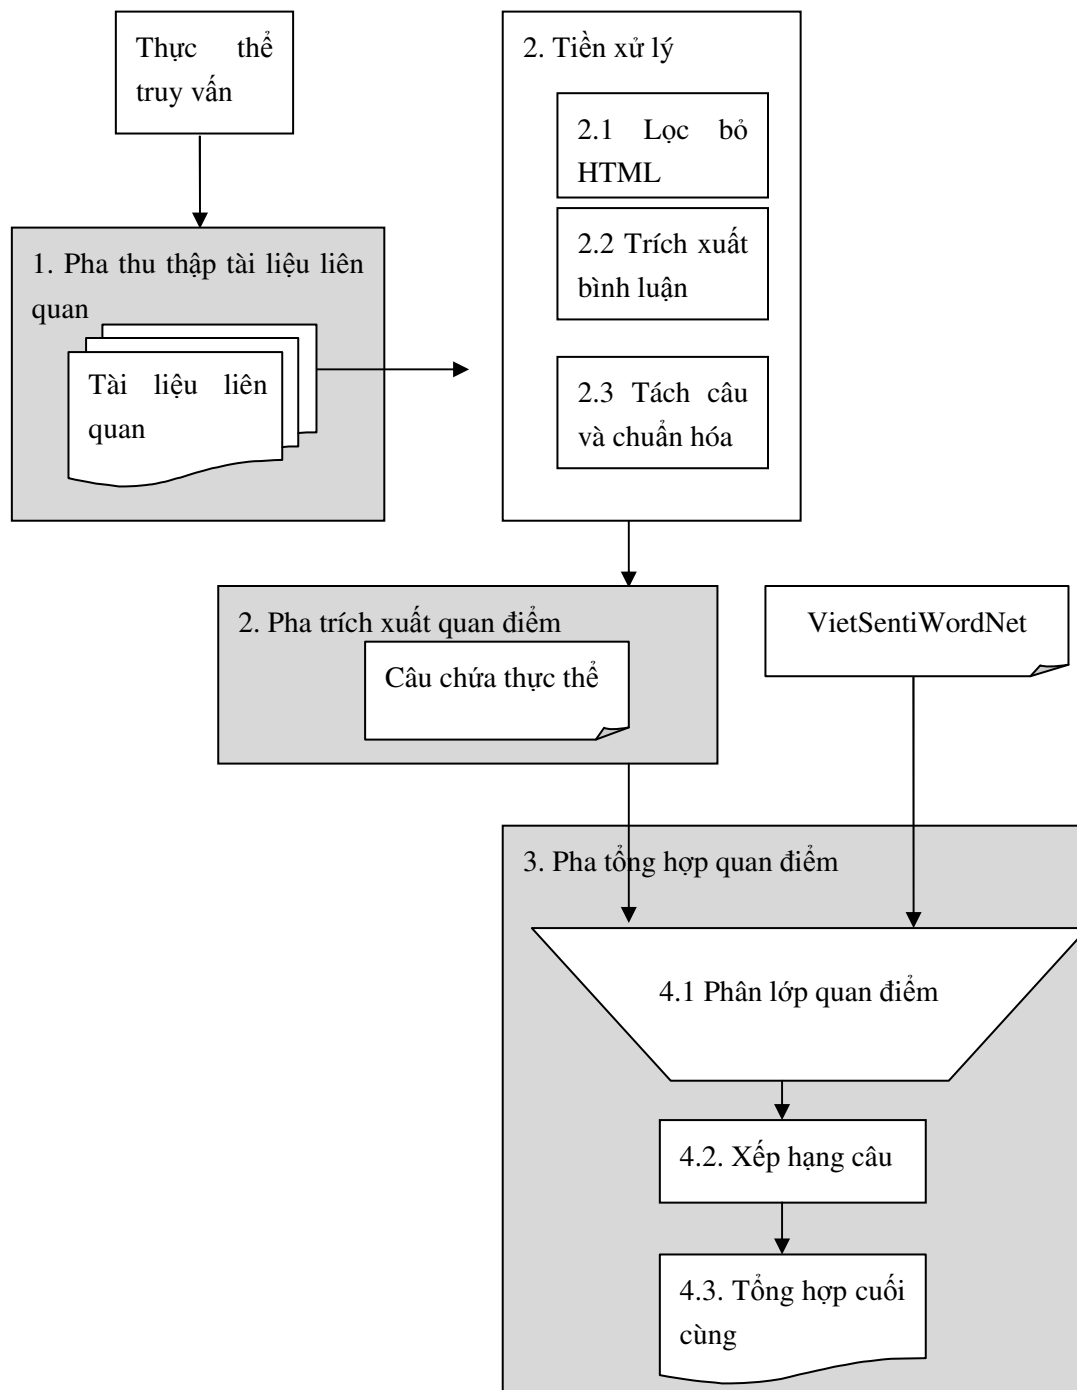 Thực thể
truy vấn
1. Pha thu thập tài liệu liên
quan
Tài liệu liên
quan
2. Tiền xử lý
2.1 Lọc bỏ
HTML
2.2 Trích xuất
bình luận
2.3 Tách câu
và chuẩn hóa
2. Pha trích xuất quan điểm
Câu chứa thực thể
VietSentiWordNet
3. Pha tổng hợp quan điểm
4.1 Phân lớp quan điểm
4.2. Xếp hạng câu
4.3. Tổng hợp cuối
cùng